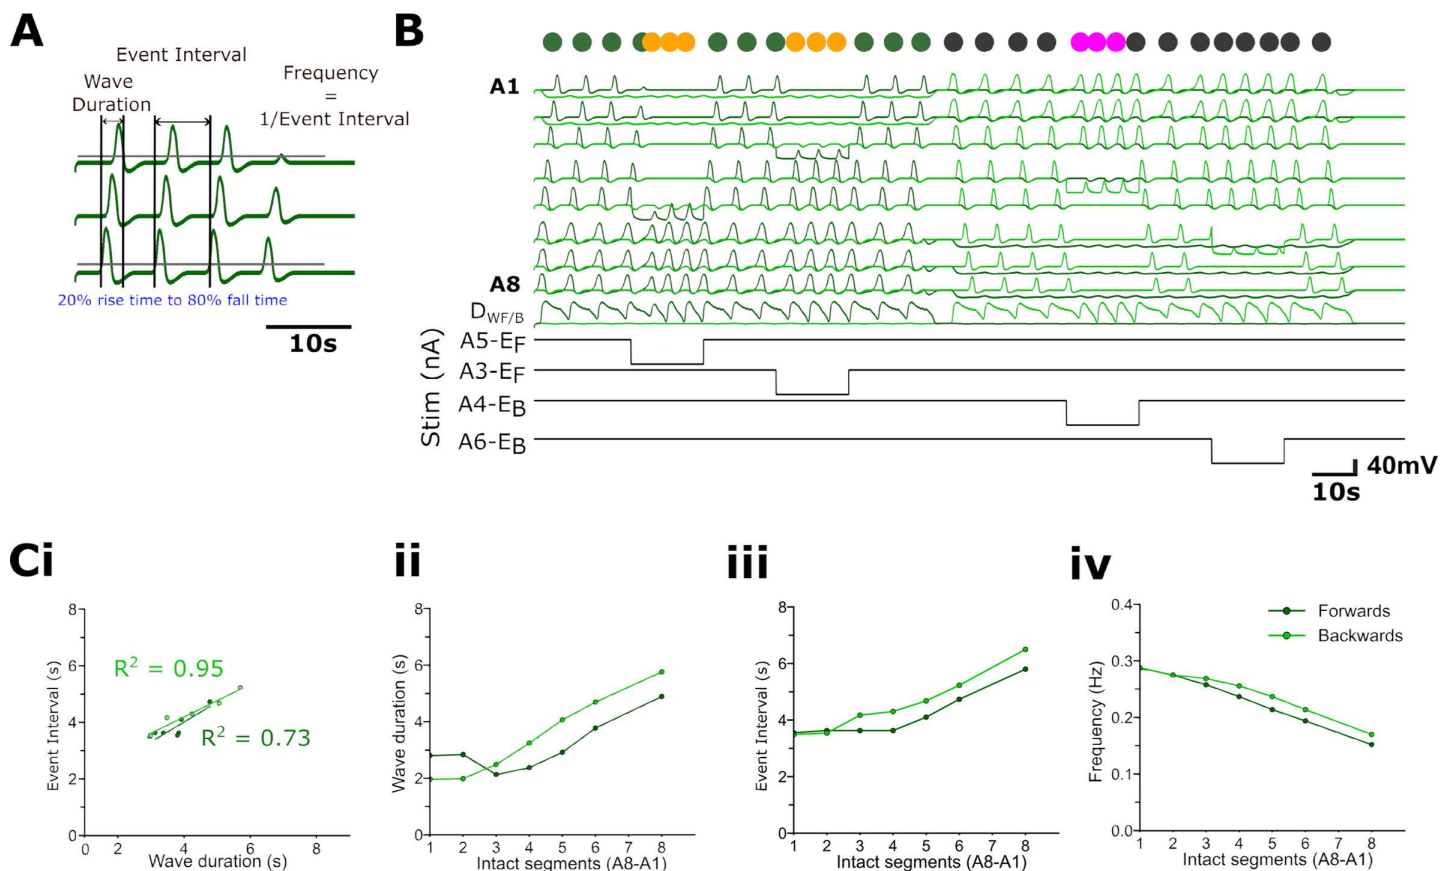 A
Event Interval
Wave
Duration
Frequency
=
1/Event Interval
20% rise time to 80% fall time
10s
B
A1
A8
DWF/B
Stim (nA)
A5-EF
A3-EF
A4-EB
A6-EB
40mV
10s
Ci
Event Interval (s)
8
6
4
2
0
R² = 0.95
R² = 0.73
0 2 4 6 8
Wave duration (s)
ii
Wave duration (s)
8
6
4
2
0
1 2 3 4 5 6 7 8
Intact segments (A8-A1)
iii
Event Interval (s)
8
6
4
2
0
1 2 3 4 5 6 7 8
Intact segments (A8-A1)
iv
Frequency (Hz)
0.4
0.3
0.2
0.1
0.0
Forwards
Backwards
1 2 3 4 5 6 7 8
Intact segments (A8-A1)